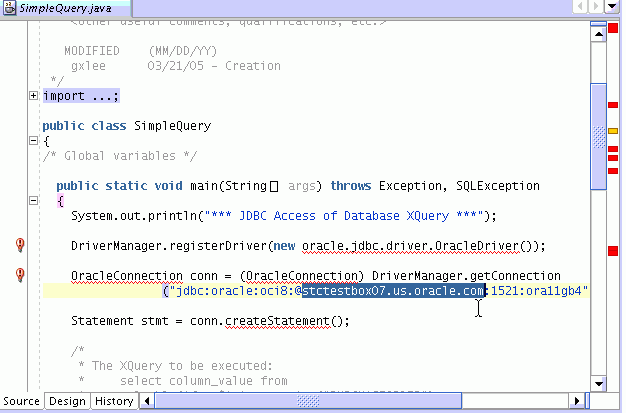 SimpleQuery.java
<other useful comments, qualifications, etc.>
MODIFIED (MM/DD/YY)
gxlee 03/21/05 - Creation
*/
import ...;
public class SimpleQuery
{
/* Global variables */
public static void main(String[] args) throws Exception, SQLException
{
System.out.println("*** JDBC Access of Database XQuery ***");
DriverManager.registerDriver(new oracle.jdbc.driver.OracleDriver());
OracleConnection conn = (OracleConnection) DriverManager.getConnection
("jdbc:oracle:oci8:@stctestbox07.us.oracle.com:1521:ora11gb4"
Statement stmt = conn.createStatement();
/*
* The XQuery to be executed:
* select column_value from
Source Design History